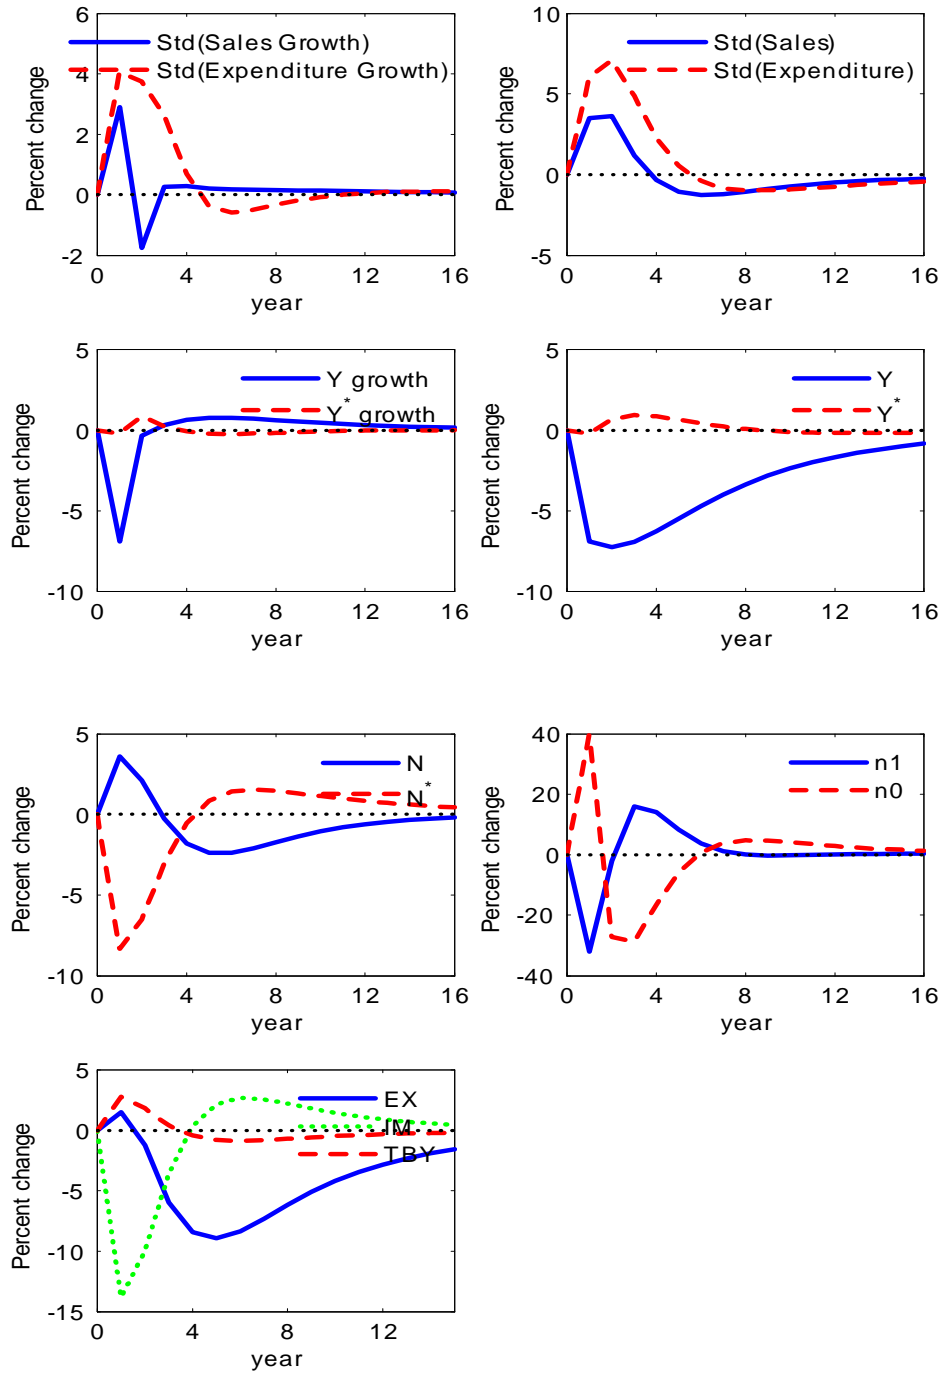 6
4
2
0
-2
Percent change
Std(Sales Growth)
Std(Expenditure Growth)
0 4 8 12 16
year
10
5
0
-5
Percent change
Std(Sales)
Std(Expenditure)
0 4 8 12 16
year
5
0
-5
-10
Percent change
Y growth
Y* growth
0 4 8 12 16
year
5
0
-5
-10
Percent change
Y
Y*
0 4 8 12 16
year
5
0
-5
-10
Percent change
N
N*
0 4 8 12 16
year
40
20
0
-20
-40
Percent change
n1
n0
0 4 8 12 16
year
5
0
-5
-10
-15
Percent change
EX
IM
TBY
0 4 8 12
year